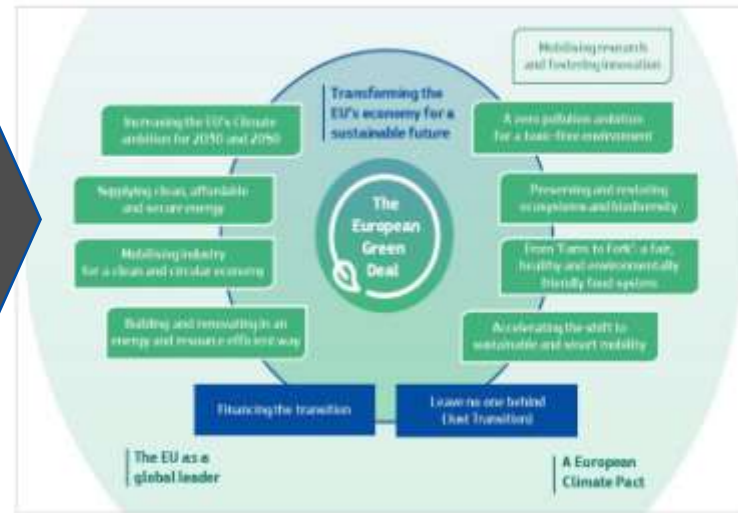 Mobilising research
and fostering innovation
Transforming the
EU's economy for a
sustainable future
Increasing the EU's Climate
ambition for 2030 and 2050
A zero pollution ambition
for a toxic-free environment
Supplying clean, affordable
and secure energy
Preserving and restoring
ecosystems and biodiversity
The
European
Green
Deal
Mobilising industry
for a clean and circular economy
From 'Farm to Fork': a fair,
healthy and environmentally
friendly food system
Building and renovating in an
energy and resource efficient way
Accelerating the shift to
sustainable and smart mobility
Financing the transition
Leave no one behind
(Just Transition)
The EU as a
global leader
A European
Climate Pact